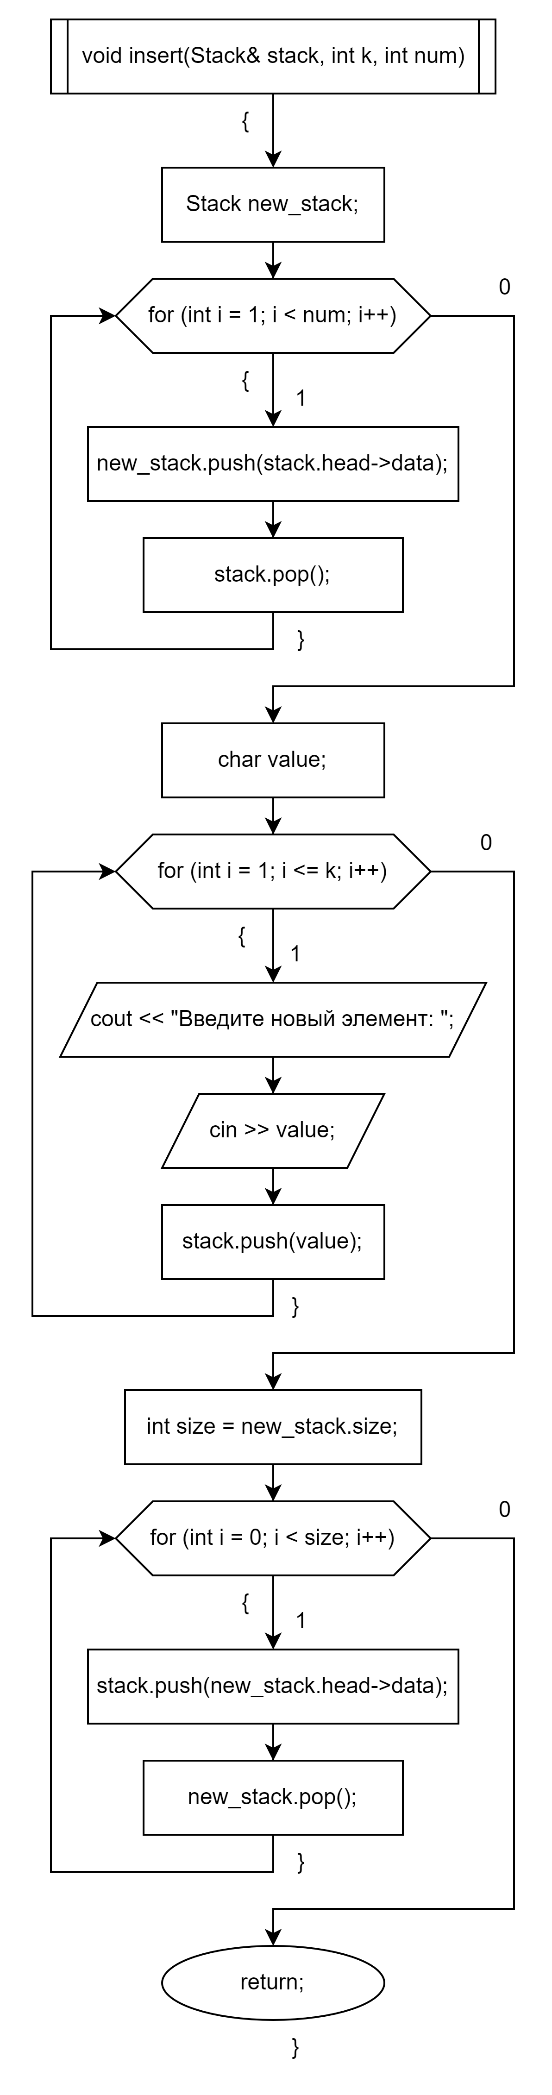 void insert(Stack& stack, int k, int num)
{
Stack new_stack;
0
for (int i = 1; i < num; i++)
{
1
new_stack.push(stack.head->data);
stack.pop();
}
char value;
0
for (int i = 1; i <= k; i++)
{
1
cout << "Введите новый элемент: ";
cin >> value;
stack.push(value);
}
int size = new_stack.size;
0
for (int i = 0; i < size; i++)
{
1
stack.push(new_stack.head->data);
new_stack.pop();
}
return;
}